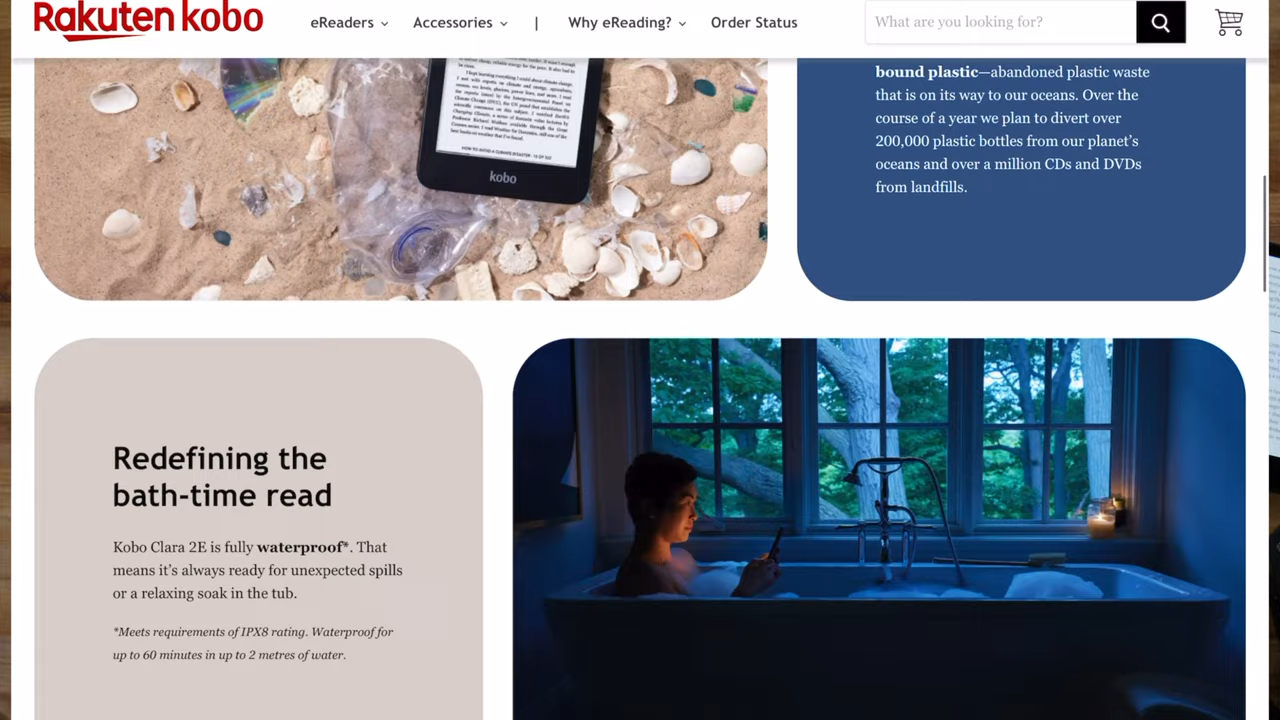 Rakuten kobo
eReaders
Accessories
|
Why eReading?
Order Status
What are you looking for?
bound plastic—abandoned plastic waste
that is on its way to our oceans. Over the
course of a year we plan to divert over
200,000 plastic bottles from our planet's
oceans and over a million CDs and DVDs
from landfills.
HOW TO AVOID A CLIMATE DISASTER
kobo
Redefining the
bath-time read
Kobo Clara 2E is fully waterproof*. That
means it's always ready for unexpected spills
or a relaxing soak in the tub.
*Meets requirements of IPX8 rating. Waterproof for
up to 60 minutes in up to 2 metres of water.